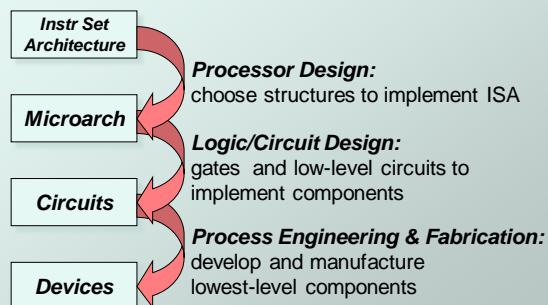 Instr Set
Architecture
Processor Design:
choose structures to implement ISA
Microarch
Logic/Circuit Design:
gates and low-level circuits to
implement components
Circuits
Process Engineering & Fabrication:
develop and manufacture
lowest-level components
Devices